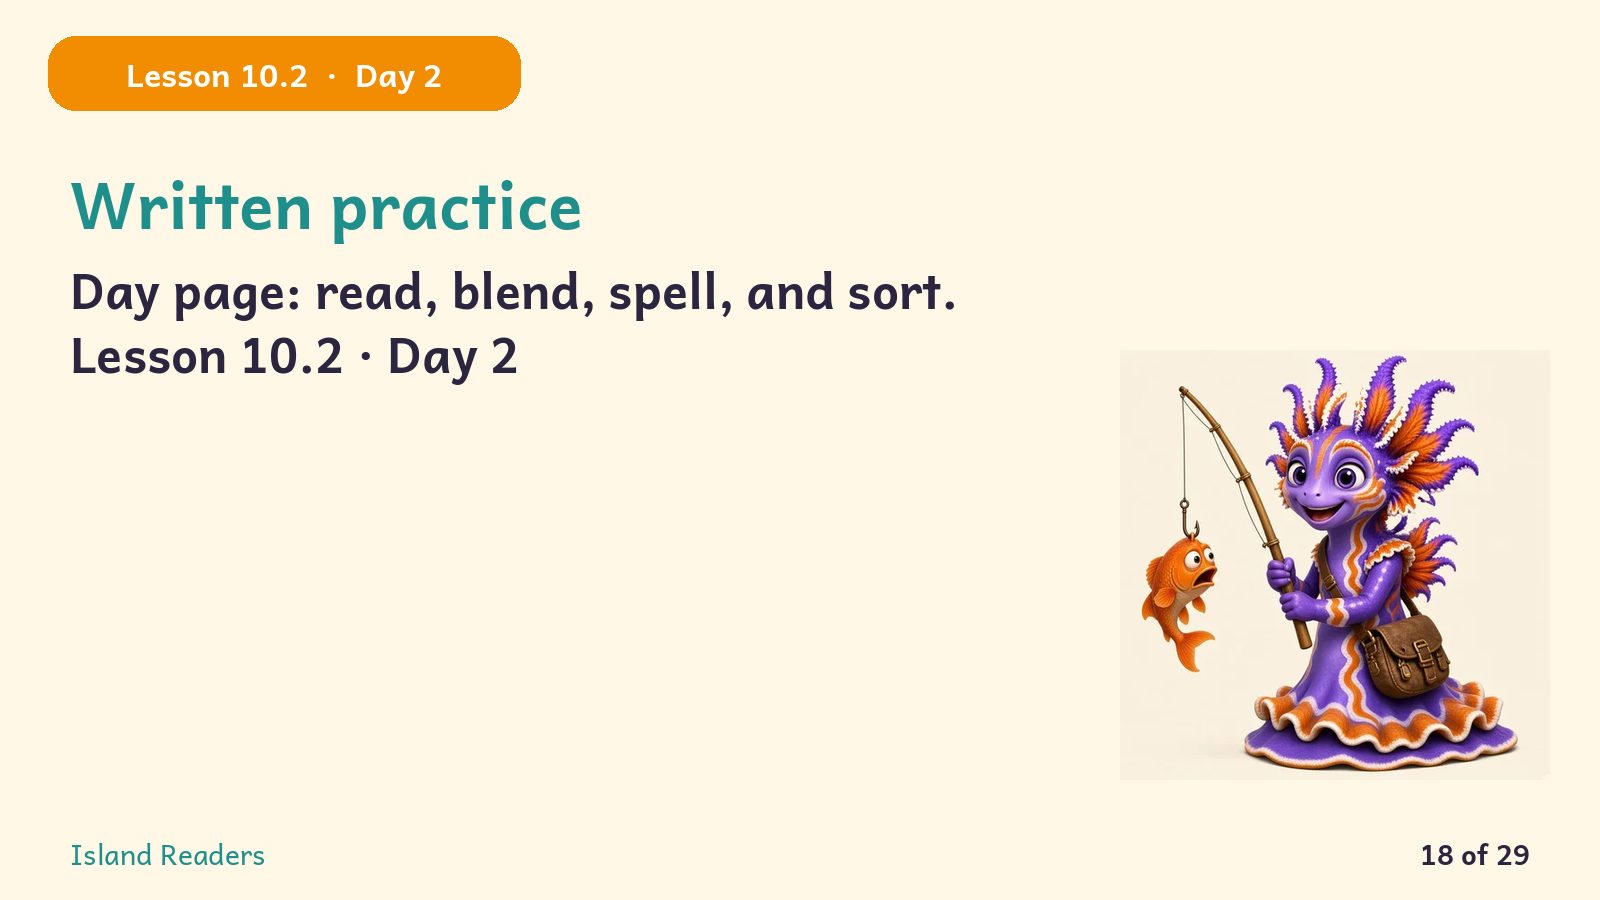 Lesson 10.2 · Day 2
Written practice
Day page: read, blend, spell, and sort.
Lesson 10.2 · Day 2
Island Readers
18 of 29